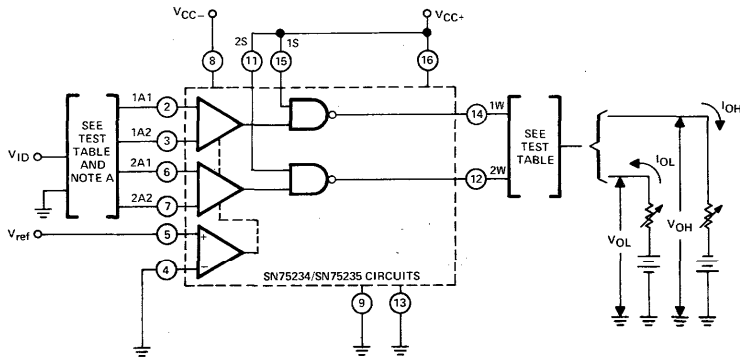 VCC−
VCC+
2S
1S
8
11
15
16
SEE
TEST
TABLE
AND
NOTE A
VID
1A1
2
1A2
3
2A1
6
2A2
7
Vref
5
+
4
−
14
1W
12
2W
SEE
TEST
TABLE
IOH
IOL
VOL
VOH
SN75234/SN75235 CIRCUITS
9
13